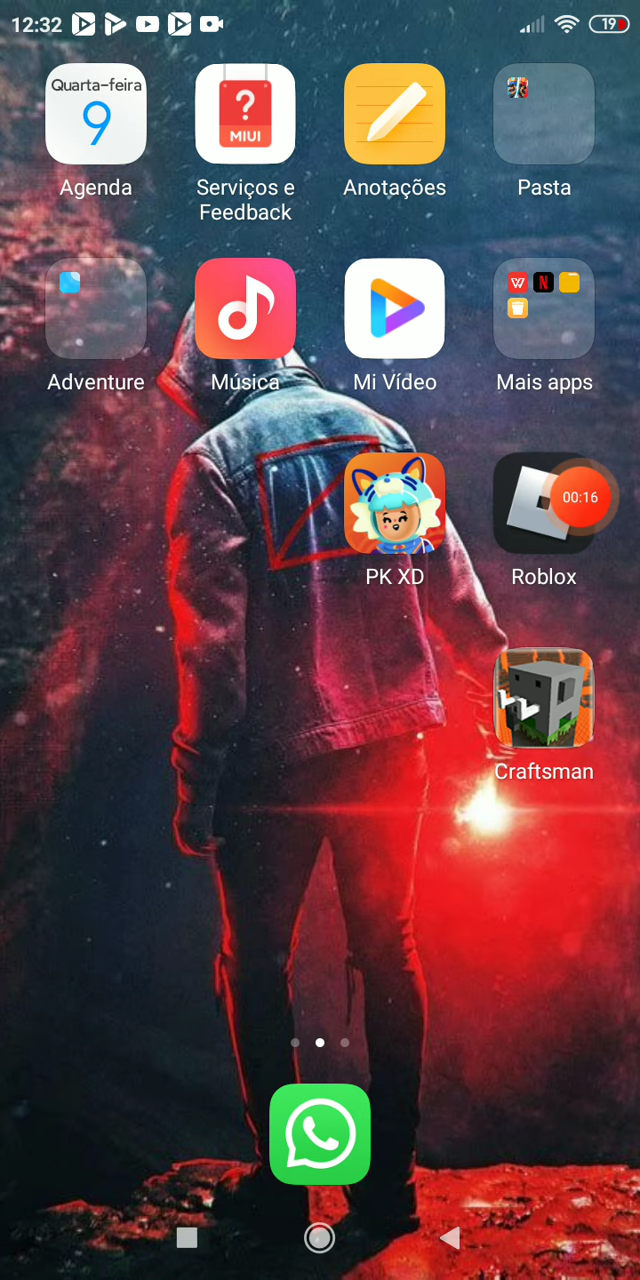 12:32
19
Quarta-feira
9
?
MIUI
Agenda
Serviços e
Feedback
Anotações
Pasta
W
N
Adventure
Música
Mi Vídeo
Mais apps
00:16
PK XD
Roblox
Craftsman